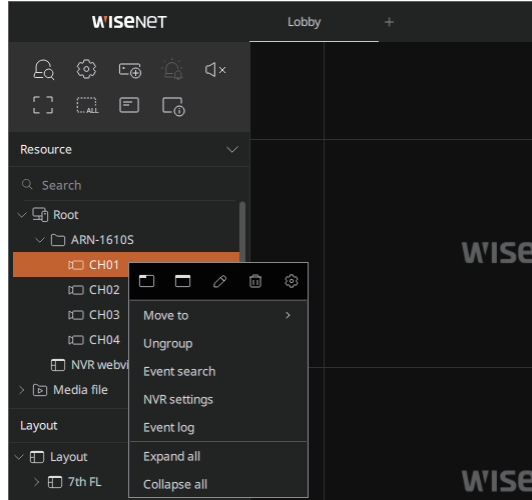 WISENET
Lobby
ALL
Resource
Search
Root
ARN-1610S
CH01
CH02
CH03
CH04
NVR webvi
Media file
Layout
Layout
7th FL
Move to
Ungroup
Event search
NVR settings
Event log
Expand all
Collapse all
WISE
WISE